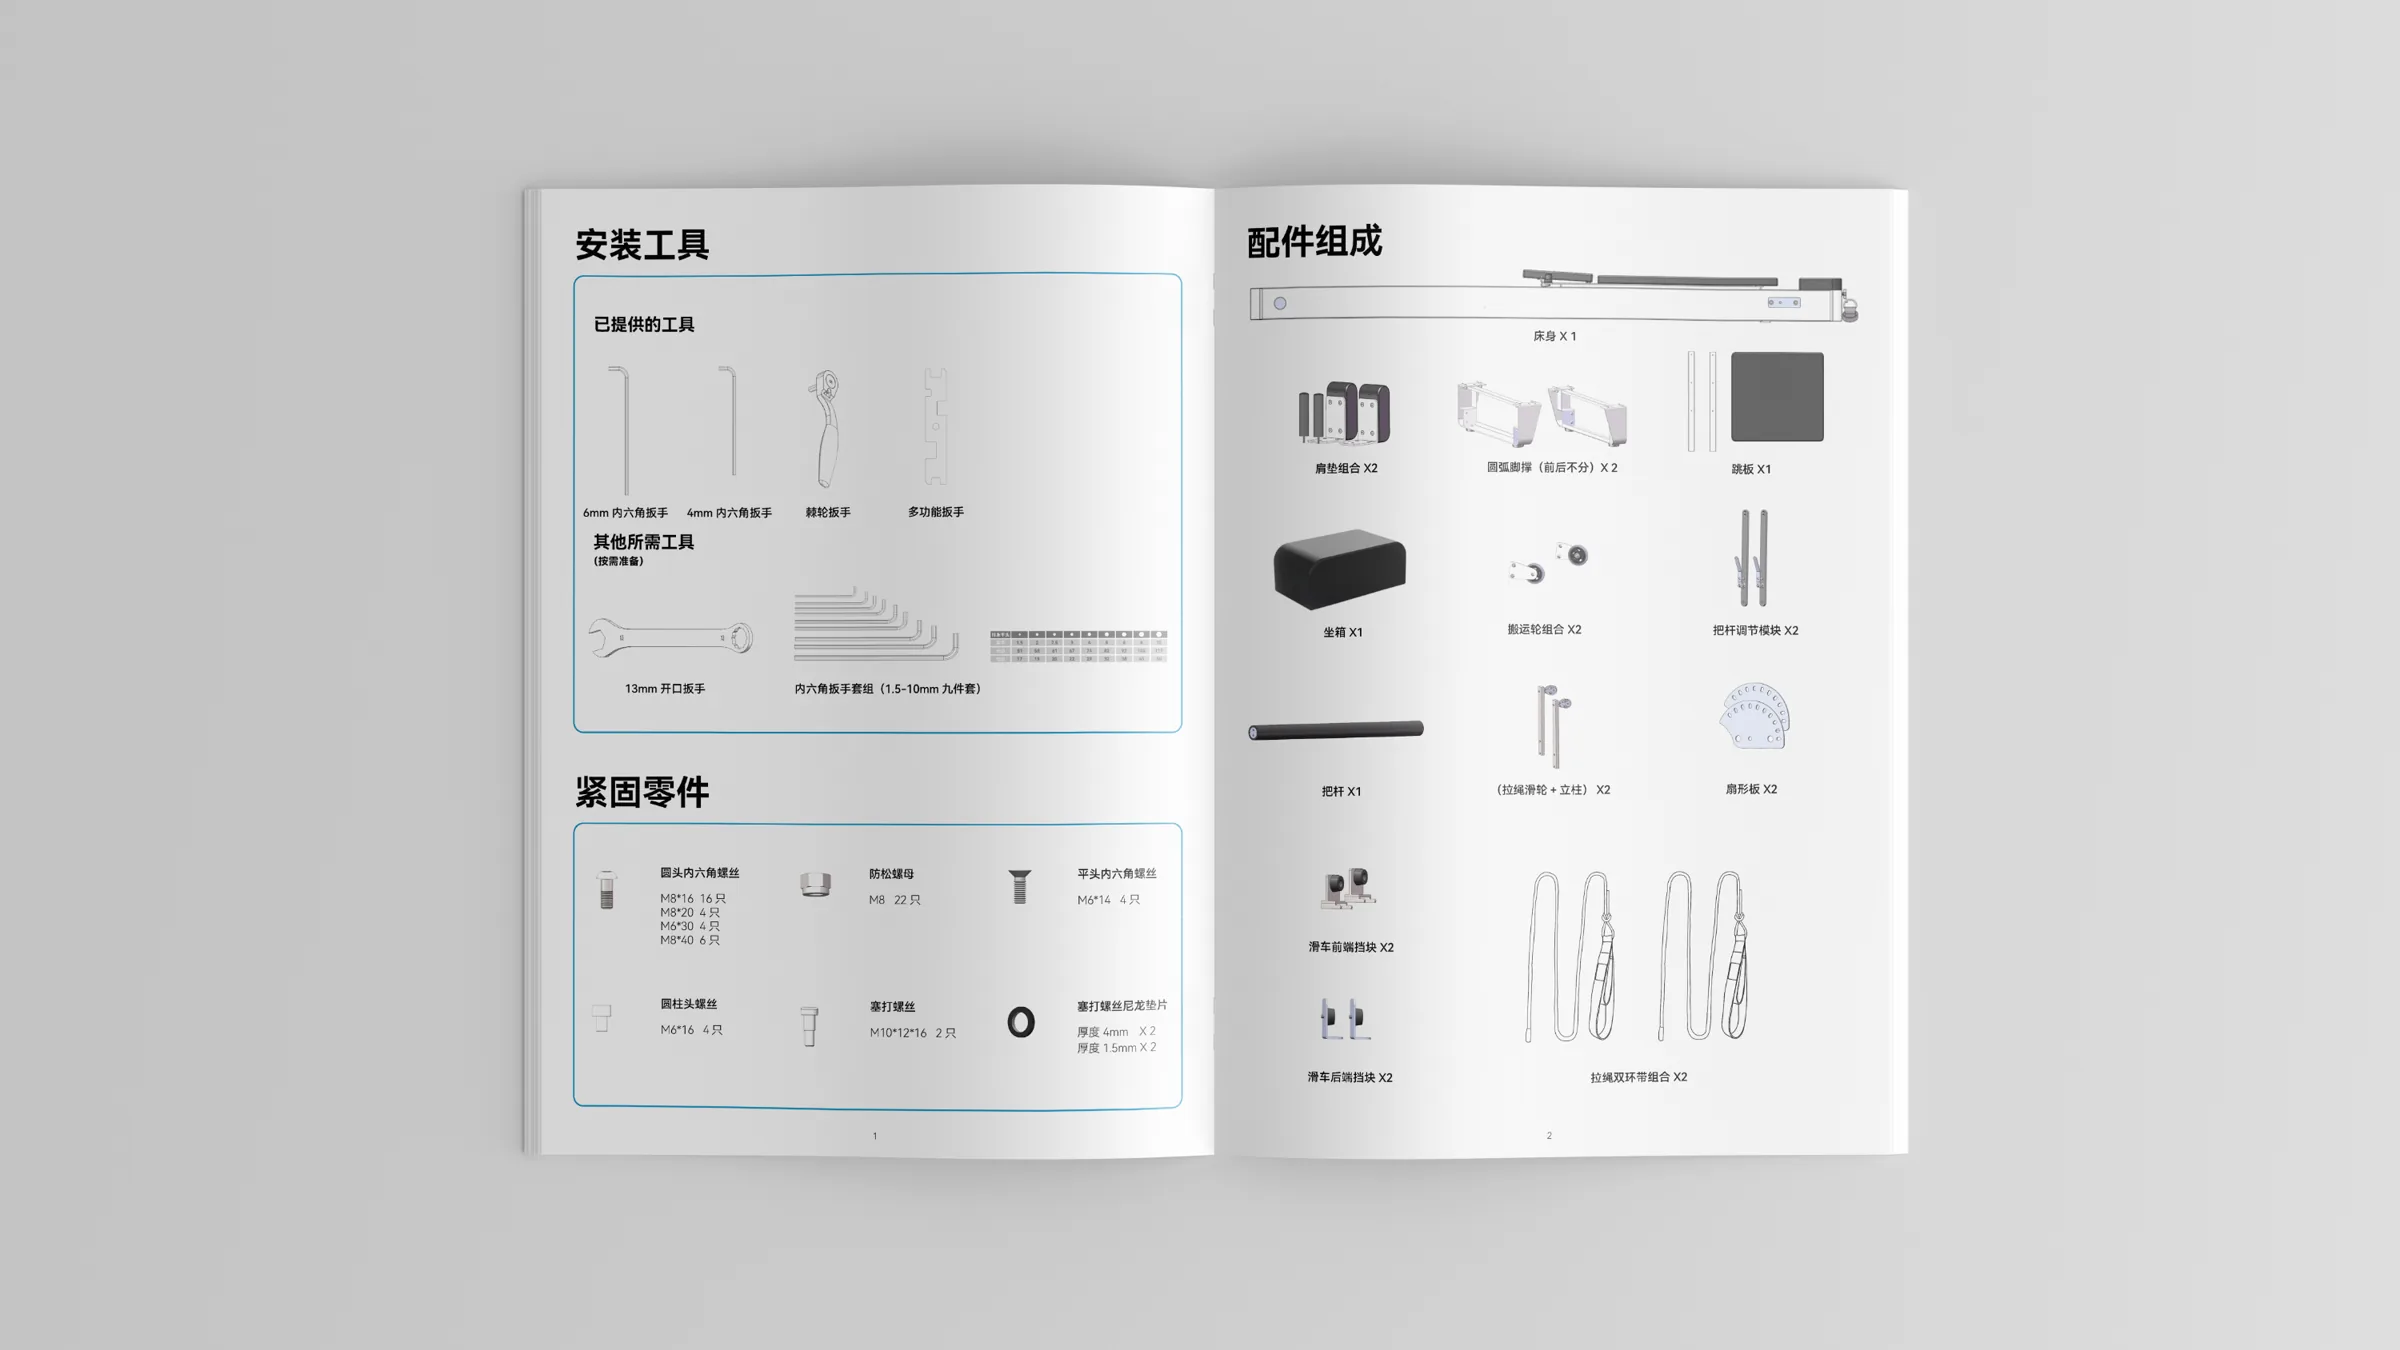 安装工具
已提供的工具
6mm 内六角扳手
4mm 内六角扳手
棘轮扳手
多功能扳手
其他所需工具
(按需准备)
13mm 开口扳手
内六角扳手套组（1.5-10mm 九件套）
紧固零件
圆头内六角螺丝
M8*16 16 只
M8*20 4 只
M6*30 4 只
M8*40 6 只
防松螺母
M8 22 只
平头内六角螺丝
M6*14 4 只
圆柱头螺丝
M6*16 4 只
塞打螺丝
M10*12*16 2 只
塞打螺丝尼龙垫片
厚度 4mm X 2
厚度 1.5mm X 2
1
配件组成
床身 X 1
肩垫组合 X2
圆弧脚撑（前后不分）X 2
跳板 X1
坐箱 X1
搬运轮组合 X2
把杆调节模块 X2
把杆 X1
（拉绳滑轮 + 立柱） X2
扇形板 X2
滑车前端挡块 X2
滑车后端挡块 X2
拉绳双环带组合 X2
2